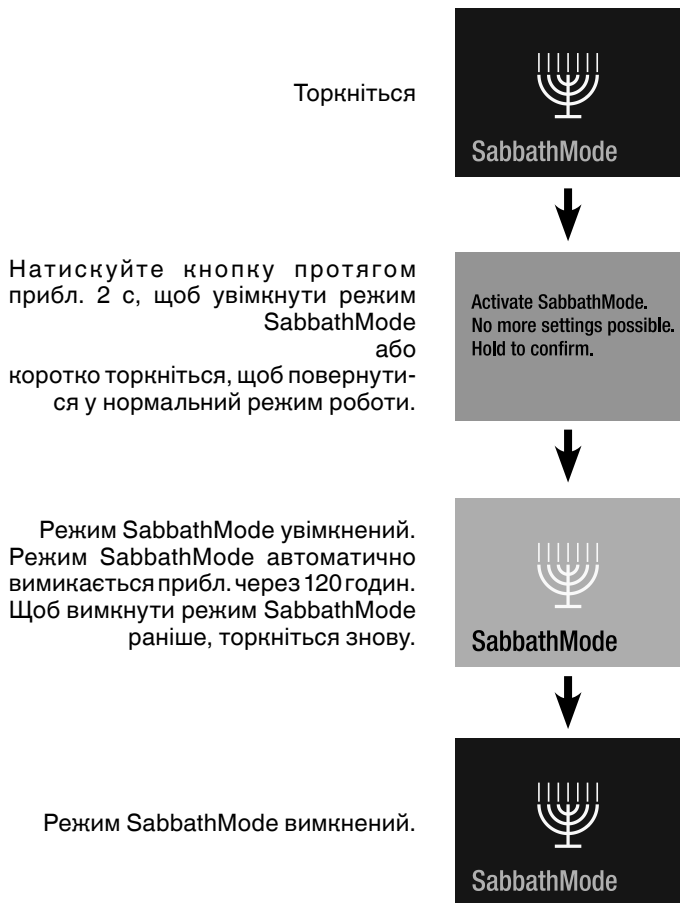 Торкніться
SabbathMode
Натискуйте кнопку протягом
прибл. 2 с, щоб увімкнути режим
SabbathMode
або
коротко торкніться, щоб повернути-
ся у нормальний режим роботи.
Activate SabbathMode.
No more settings possible.
Hold to confirm.
Режим SabbathMode увімкнений.
Режим SabbathMode автоматично
вимикається прибл. через 120 годин.
Щоб вимкнути режим SabbathMode
раніше, торкніться знову.
SabbathMode
Режим SabbathMode вимкнений.
SabbathMode